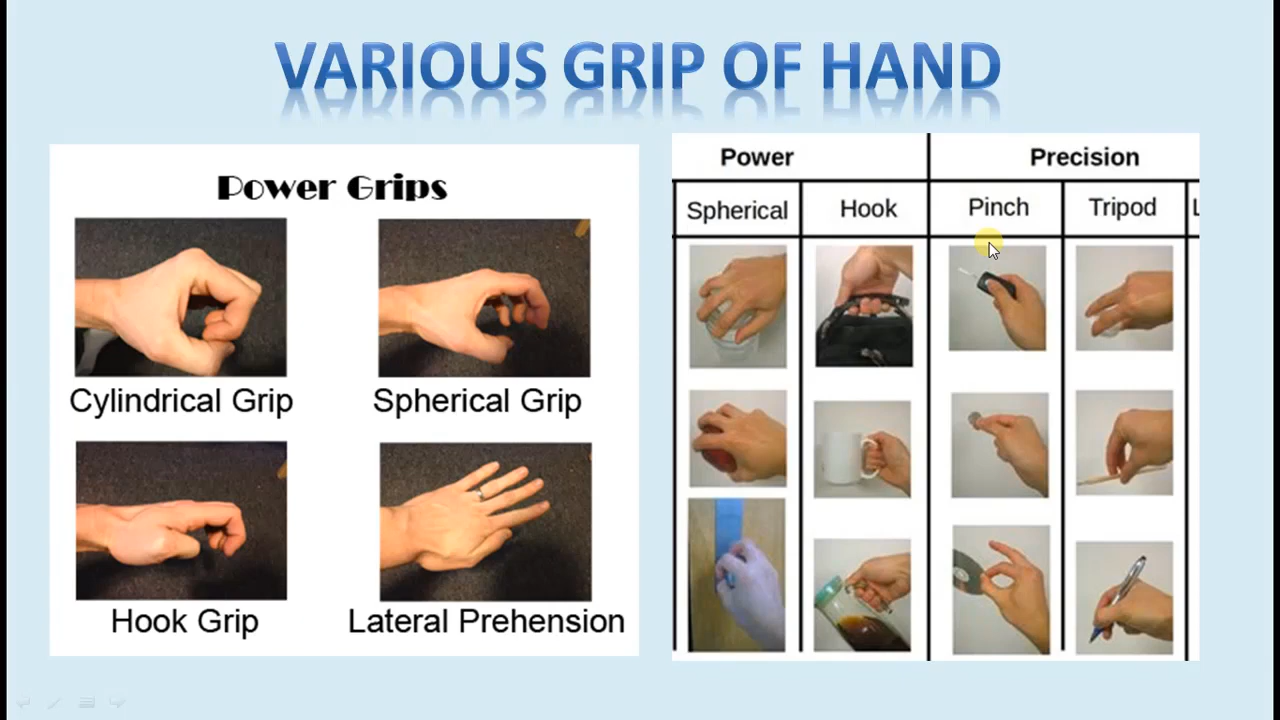 VARIOUS GRIP OF HAND
Power Grips
Cylindrical Grip
Spherical Grip
Hook Grip
Lateral Prehension
Power
Precision
Spherical
Hook
Pinch
Tripod